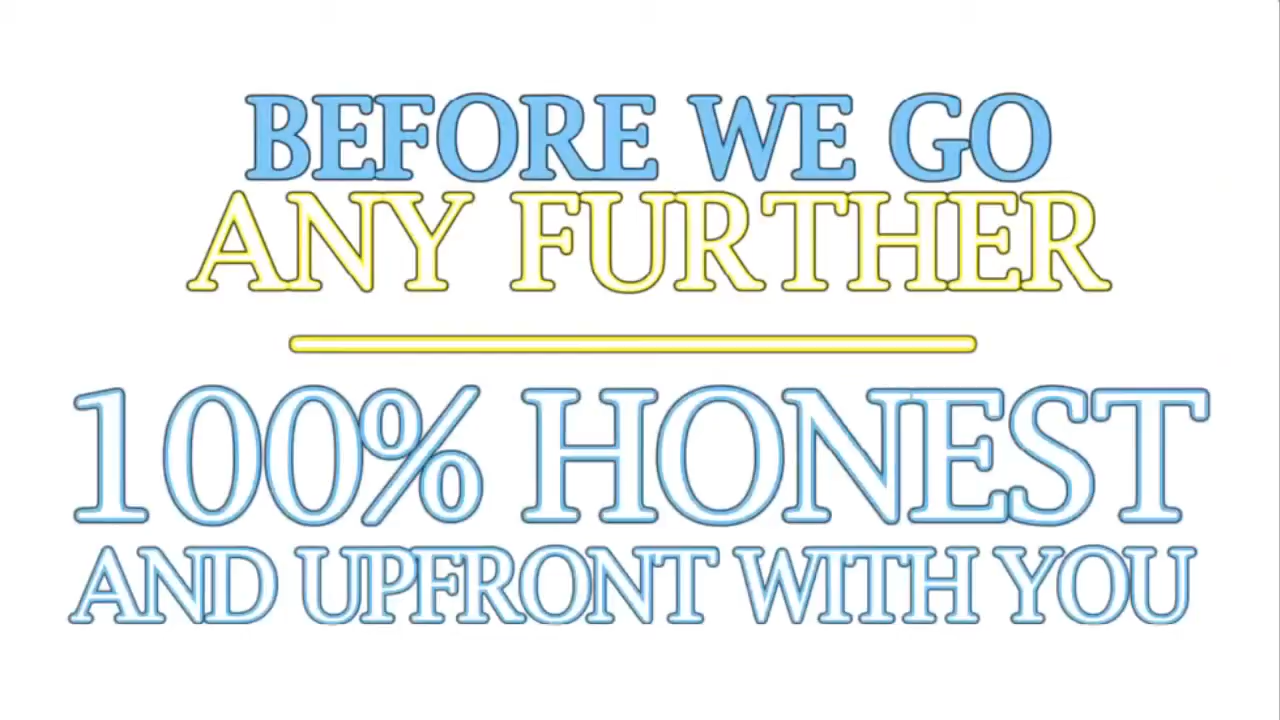 BEFORE WE GO
ANY FURTHER
100% HONEST
AND UPFRONT WITH YOU